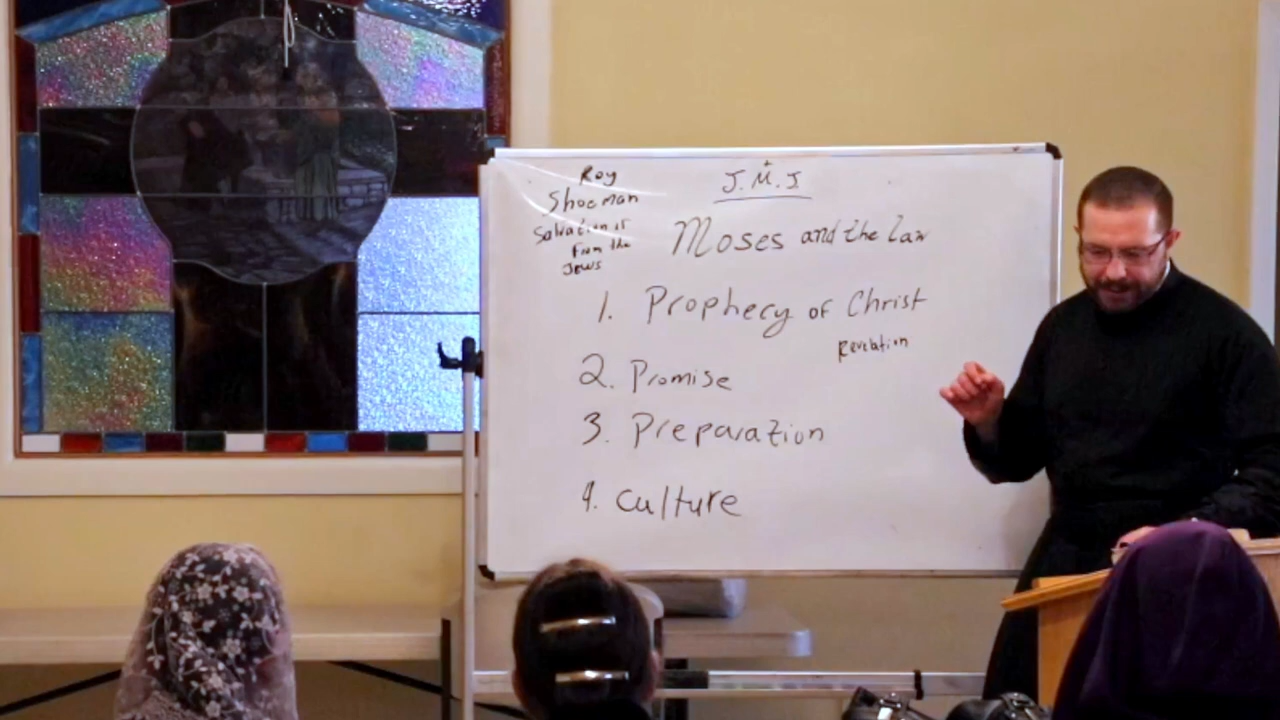 Roy
Shoeman
Salvation is
from the
Jews
J.M.J.
Moses and the Law
1. Prophecy of Christ
Revelation
2. Promise
3. Preparation
4. Culture